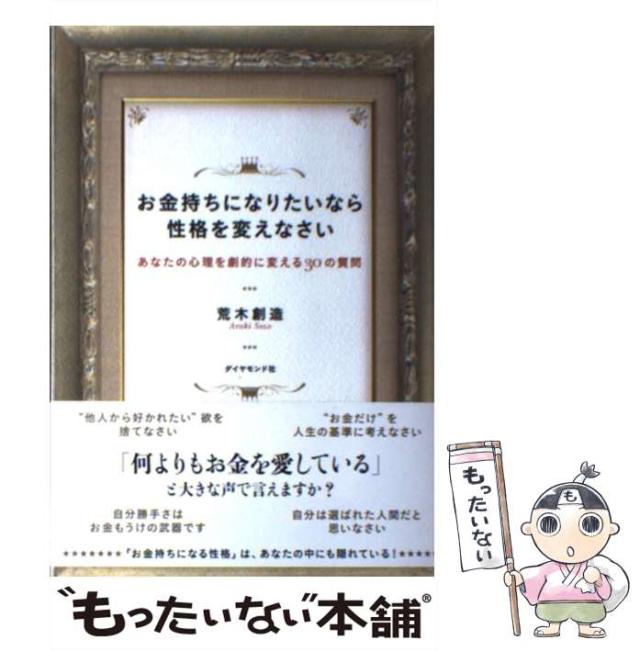 お金持ちになりたいなら
性格を変えなさい
あなたの心理を劇的に変える30の質問
荒木創造
Araki Sozo
ダイヤモンド社
“他人から好かれたい”欲を
捨てなさい
“お金だけ”を
人生の基準に考えなさい
「何よりもお金を愛している」
と大きな声で言えますか?
自分勝手さは
お金もうけの武器です
自分は選ばれた人間だと
思いなさい
★★★★★★★「お金持ちになる性格」は、あなたの中にも隠れている!★★★★★
“もったいない”本舗®
もったいない
も